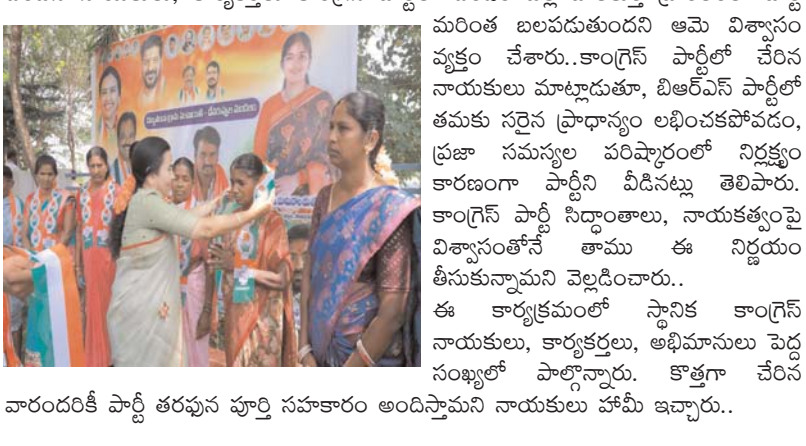 మరింత బలపడుతుందని ఆమె విశ్వాసం
వ్యక్తం చేశారు..కాంగ్రెస్ పార్టీలో చేరిన
నాయకులు మాట్లాడుతూ, బిఆర్ఎస్ పార్టీలో
తమకు సరైన ప్రాధాన్యం లభించకపోవడం,
ప్రజా సమస్యల పరిష్కారంలో నిర్లక్ష్యం
కారణంగా పార్టీని వీడినట్లు తెలిపారు.
కాంగ్రెస్ పార్టీ సిద్ధాంతాలు, నాయకత్వంపై
విశ్వాసంతోనే తాము ఈ నిర్ణయం
తీసుకున్నామని వెల్లడించారు..
ఈ కార్యక్రమంలో స్థానిక కాంగ్రెస్
నాయకులు, కార్యకర్తలు, అభిమానులు పెద్ద
సంఖ్యలో పాల్గొన్నారు. కొత్తగా చేరిన
వారందరికీ పార్టీ తరఫున పూర్తి సహకారం అందిస్తామని నాయకులు హామీ ఇచ్చారు..